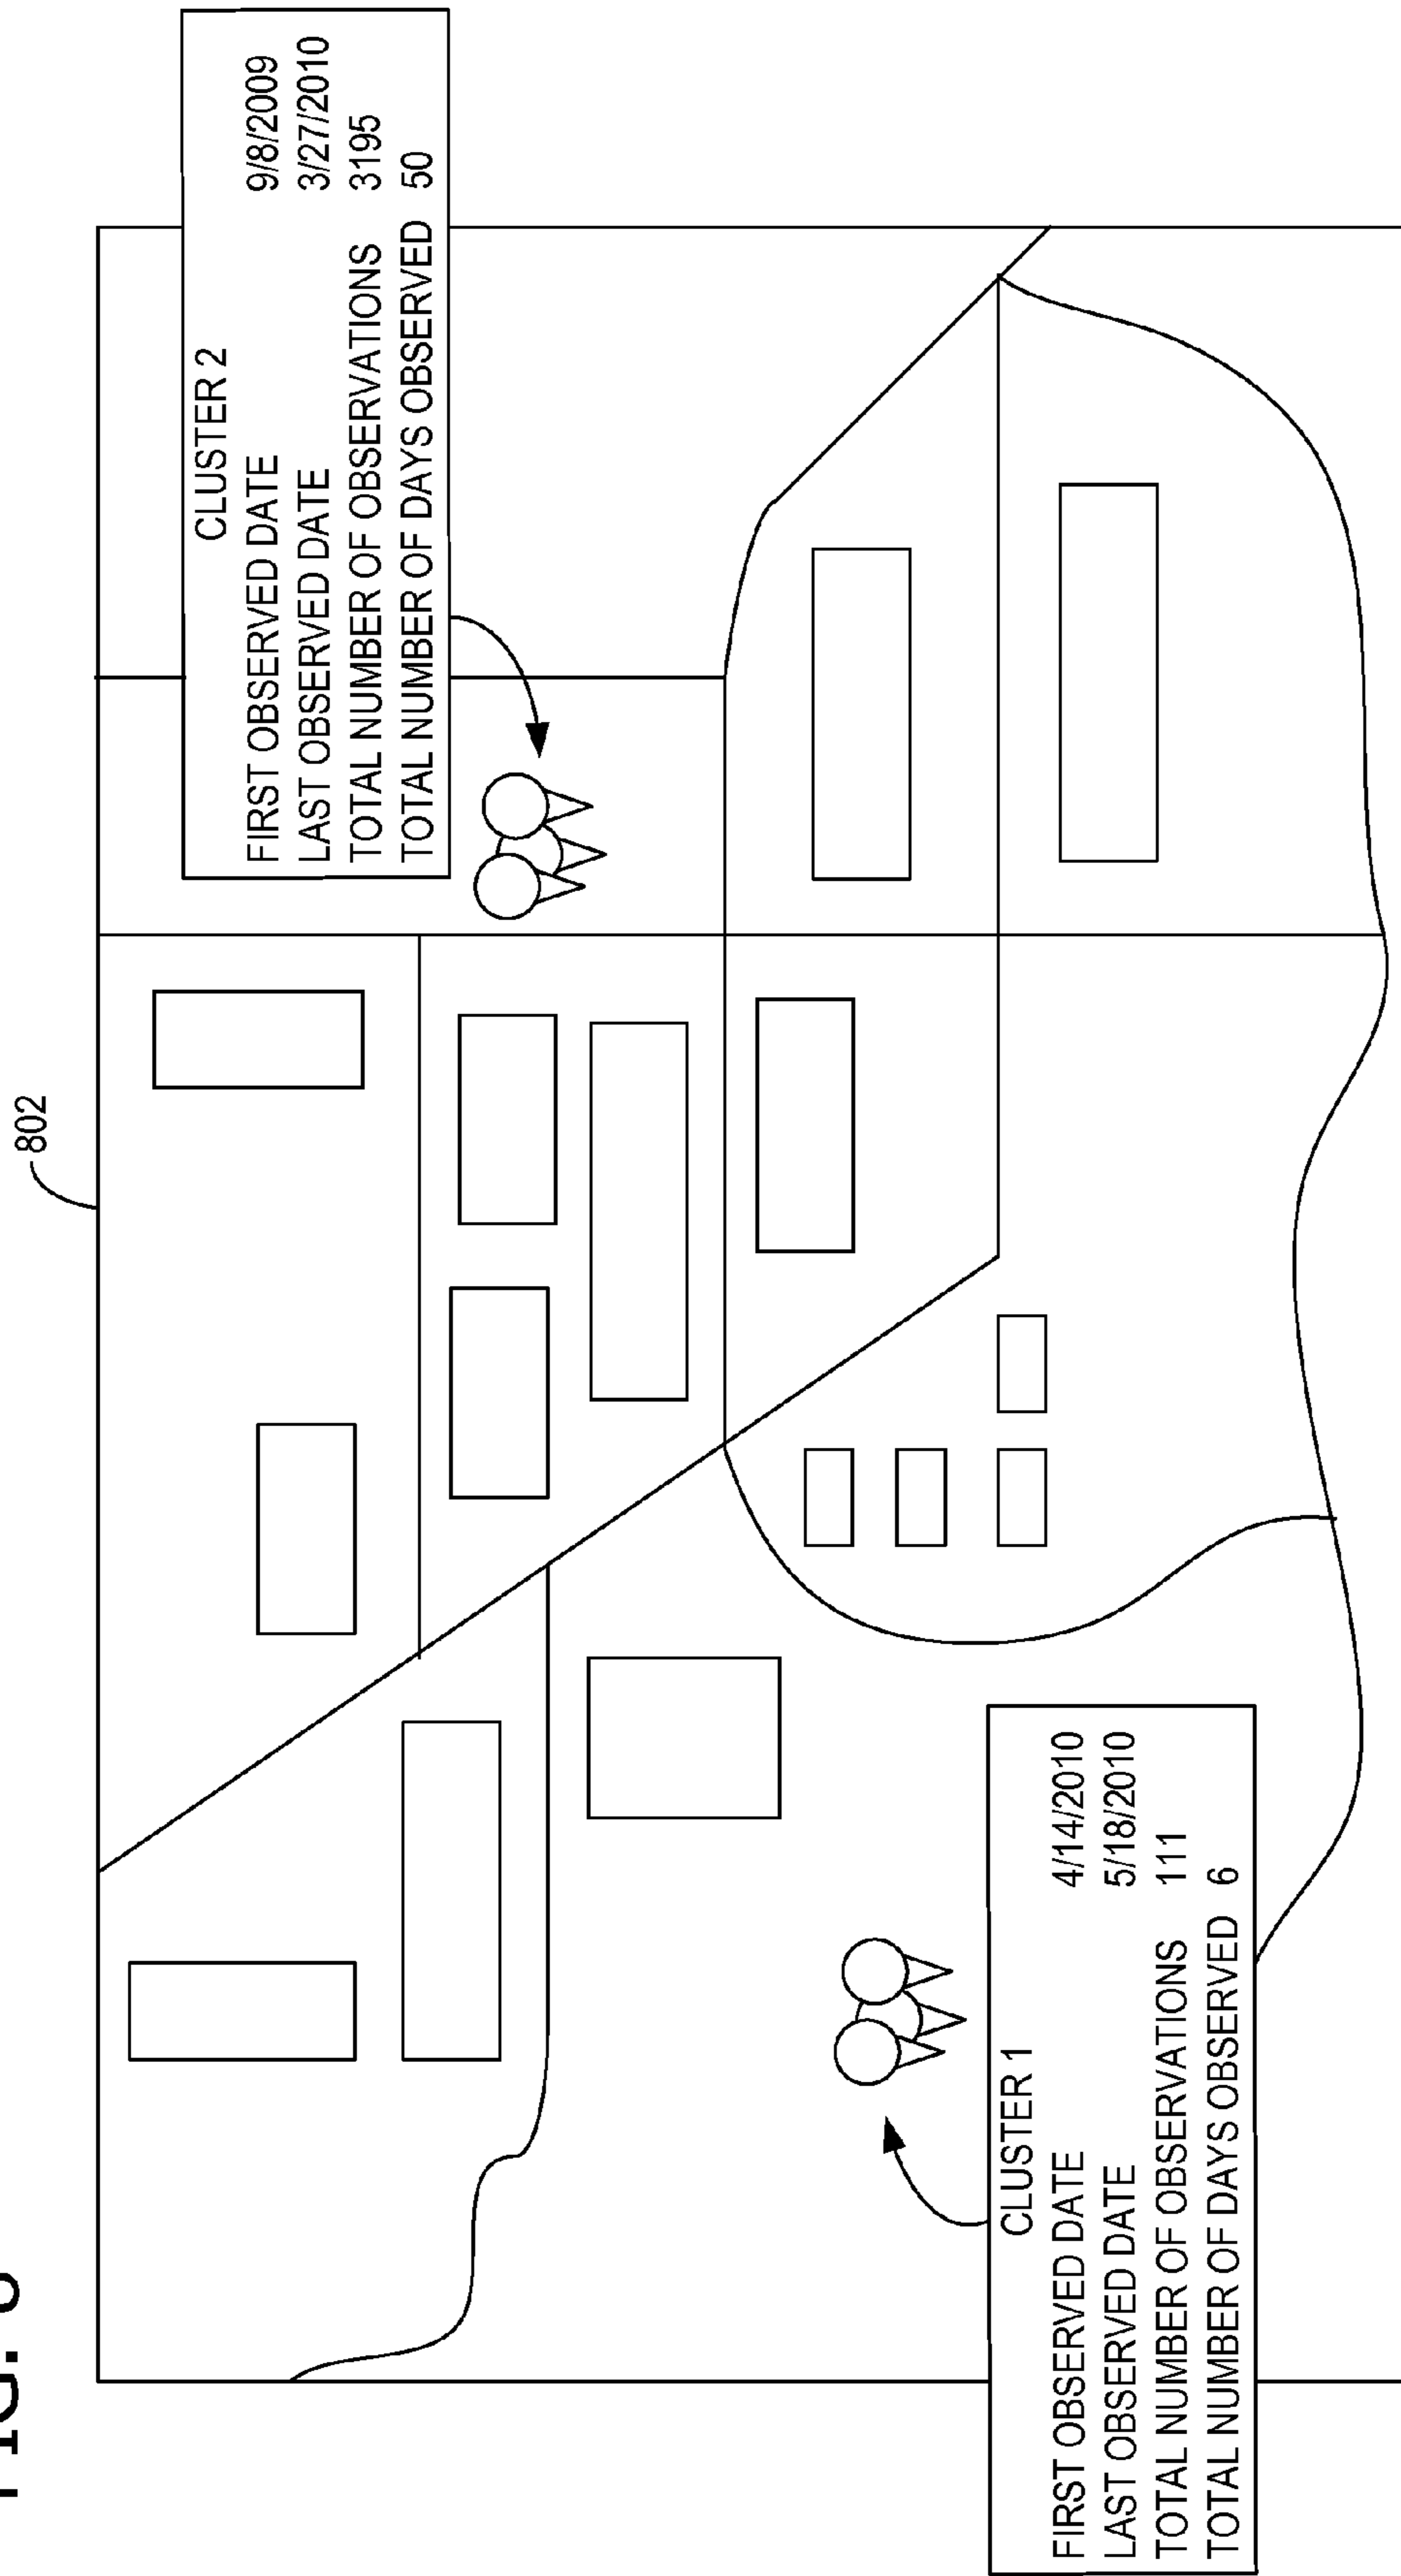 FIG. 8
802
CLUSTER 2
FIRST OBSERVED DATE 9/8/2009
LAST OBSERVED DATE 3/27/2010
TOTAL NUMBER OF OBSERVATIONS 3195
TOTAL NUMBER OF DAYS OBSERVED 50
CLUSTER 1
FIRST OBSERVED DATE 4/14/2010
LAST OBSERVED DATE 5/18/2010
TOTAL NUMBER OF OBSERVATIONS 111
TOTAL NUMBER OF DAYS OBSERVED 6